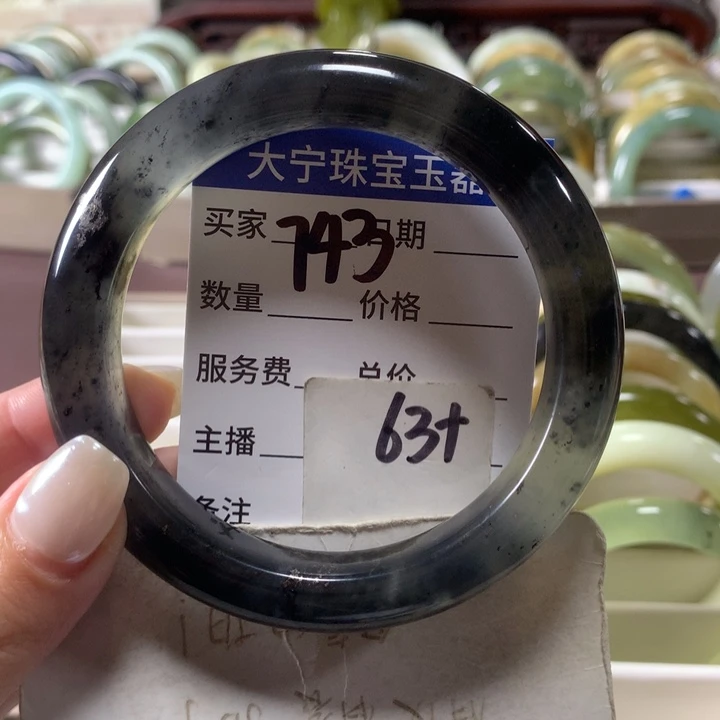 大宁珠宝玉器
买家 743 日期
数量 价格
服务费 总价
63+
主播
备注